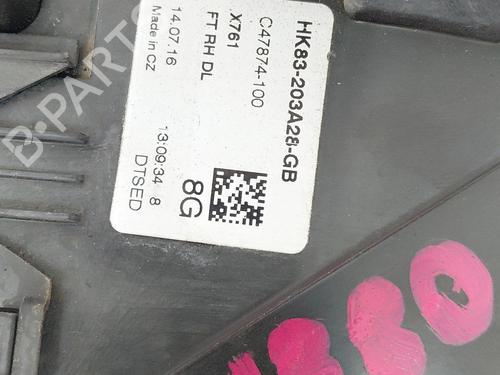 HK83-203A28-GB
C47874-100
X761
FT RH DL
14.07.16 13:09:34 8
Made in CZ DTSED
8G
B-PARTS